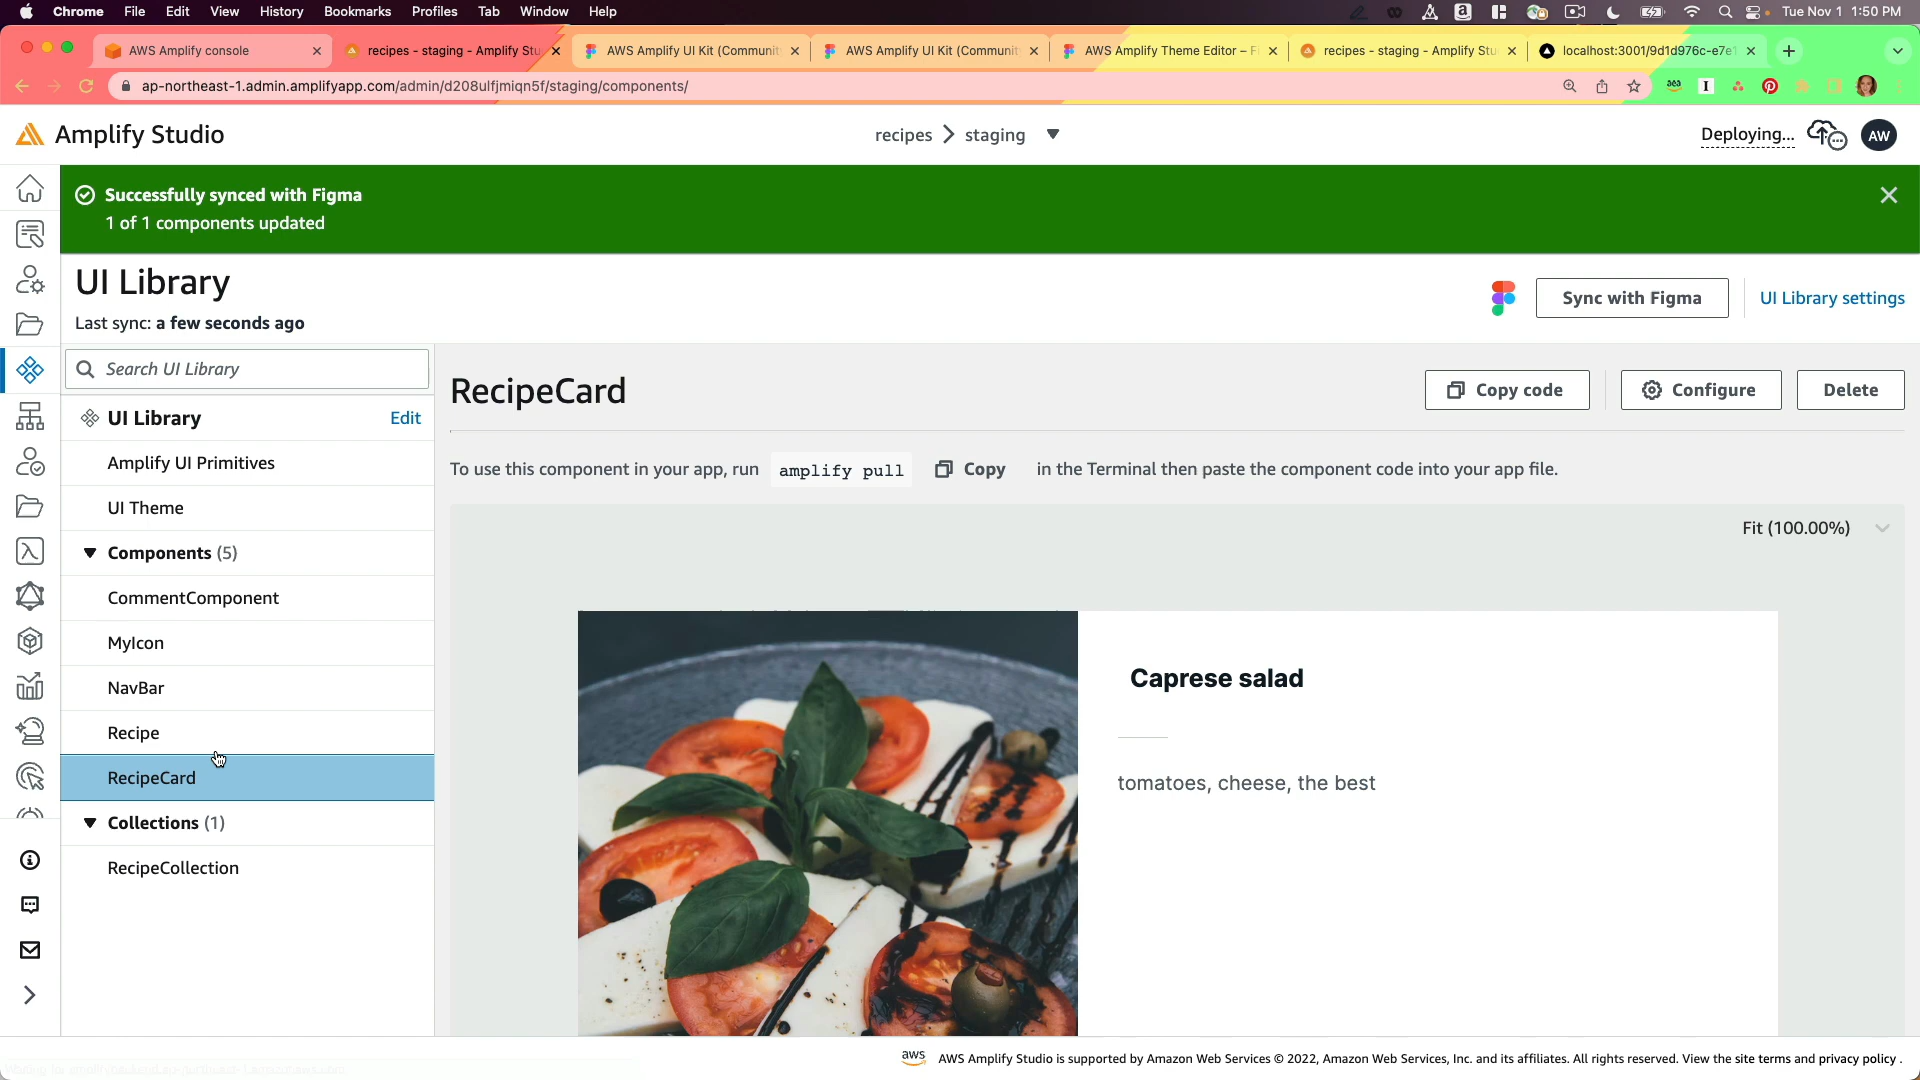 Chrome File Edit View History Bookmarks Profiles Tab Window Help
Tue Nov 1 1:50 PM
AWS Amplify console
recipes - staging - Amplify Stu
AWS Amplify UI Kit (Communit
AWS Amplify UI Kit (Communit
AWS Amplify Theme Editor – Fi
recipes - staging - Amplify Stu
localhost:3001/9d1d976c-e7e1
ap-northeast-1.admin.amplifyapp.com/admin/d208ulfjmiqn5f/staging/components/
Amplify Studio
recipes > staging
Deploying...
AW
Successfully synced with Figma
1 of 1 components updated
UI Library
Last sync: a few seconds ago
Sync with Figma
UI Library settings
Search UI Library
UI Library
Edit
Amplify UI Primitives
UI Theme
Components (5)
CommentComponent
MyIcon
NavBar
Recipe
RecipeCard
Collections (1)
RecipeCollection
RecipeCard
Copy code
Configure
Delete
To use this component in your app, run amplify pull Copy in the Terminal then paste the component code into your app file.
Fit (100.00%)
Caprese salad
tomatoes, cheese, the best
aws AWS Amplify Studio is supported by Amazon Web Services © 2022, Amazon Web Services, Inc. and its affiliates. All rights reserved. View the site terms and privacy policy .